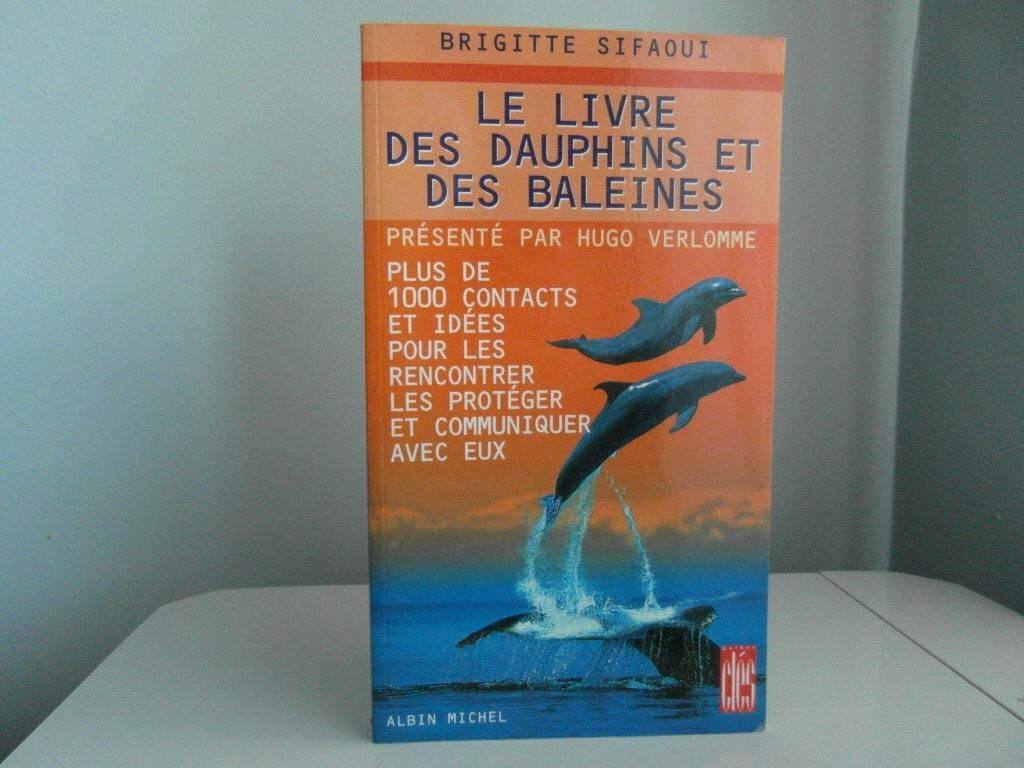 BRIGITTE SIFAOUI
LE LIVRE
DES DAUPHINS ET
DES BALEINES
PRÉSENTÉ PAR HUGO VERLOMME
PLUS DE
1000 CONTACTS
ET IDÉES
POUR LES
RENCONTRER
LES PROTÉGER
ET COMMUNIQUER
AVEC EUX
clés
ALBIN MICHEL